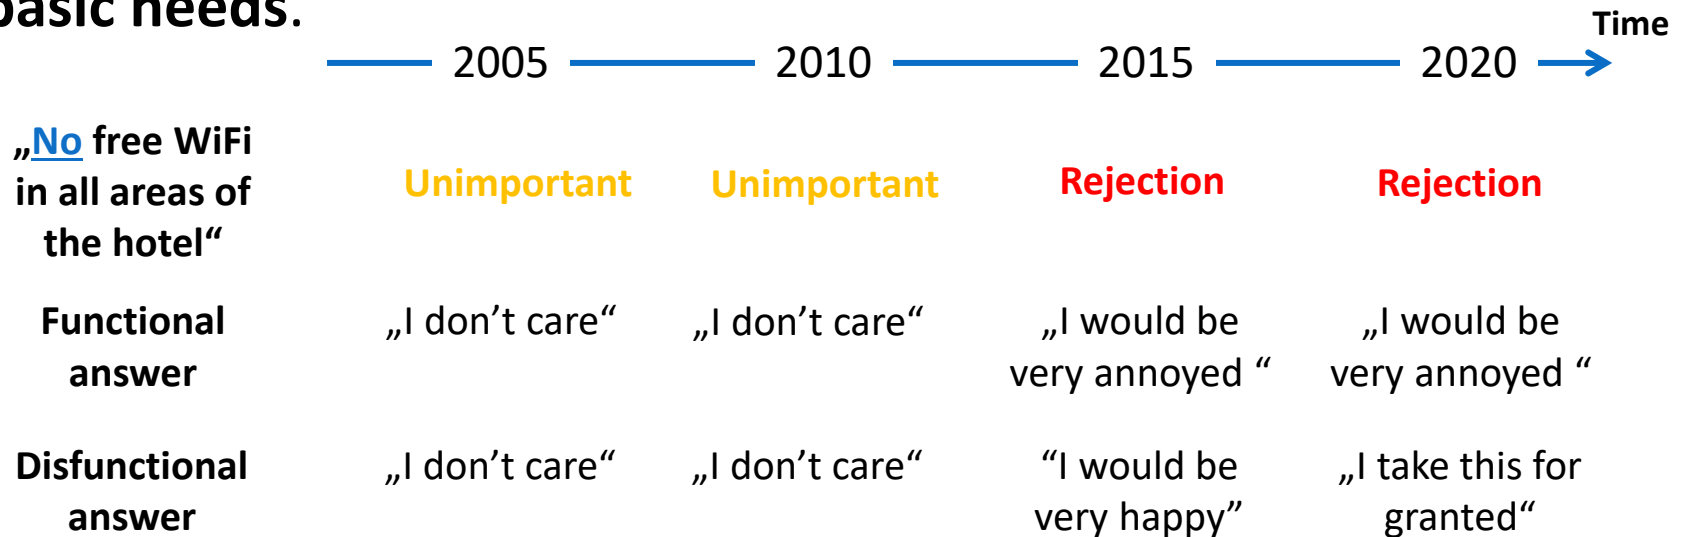 basic needs.
Time
2005 2010 2015 2020
„No free WiFi
in all areas of
the hotel“
Unimportant Unimportant Rejection Rejection
Functional
answer
„I don’t care“ „I don’t care“ „I would be
very annoyed “ „I would be
very annoyed “
Disfunctional
answer
„I don’t care“ „I don’t care“ “I would be
very happy” „I take this for
granted“